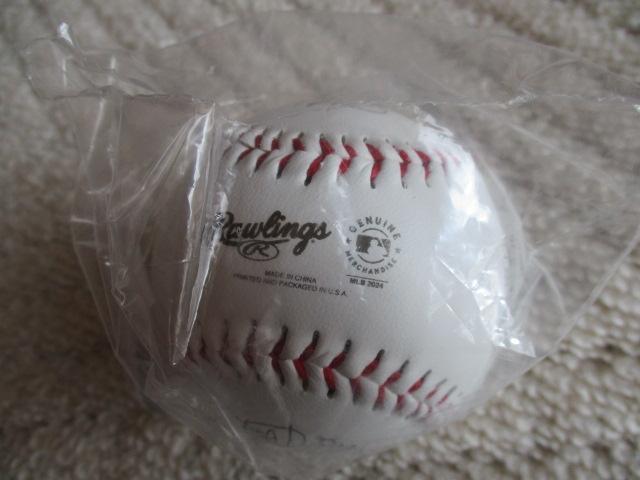 Rawlings
R
MADE IN CHINA
PRINTED AND PACKAGED IN U.S.A.
GENUINE
MERCHANDISE
MLB 2024